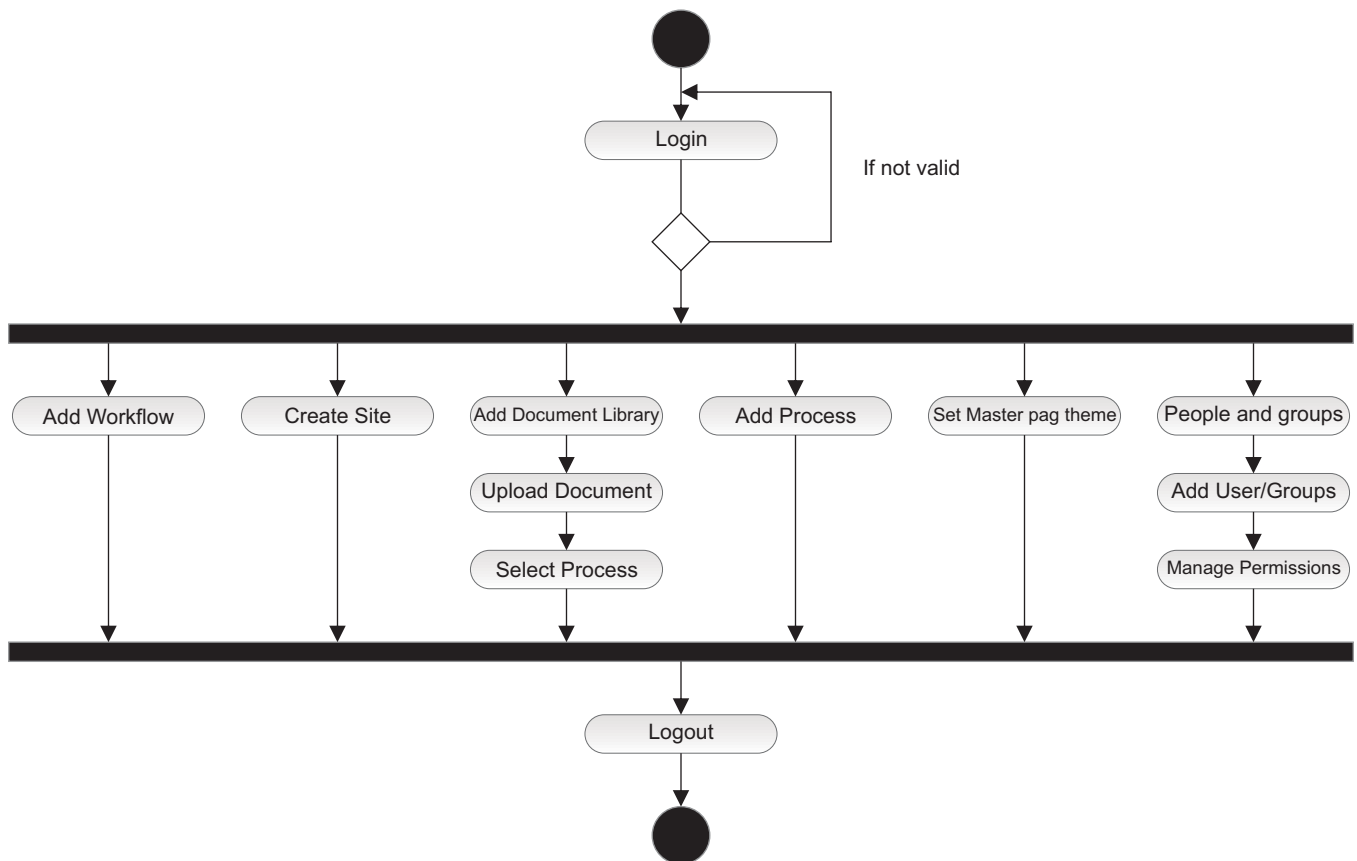 Login
If not valid
Add Workflow
Create Site
Add Document Library
Add Process
Set Master pag theme
People and groups
Upload Document
Add User/Groups
Select Process
Manage Permissions
Logout